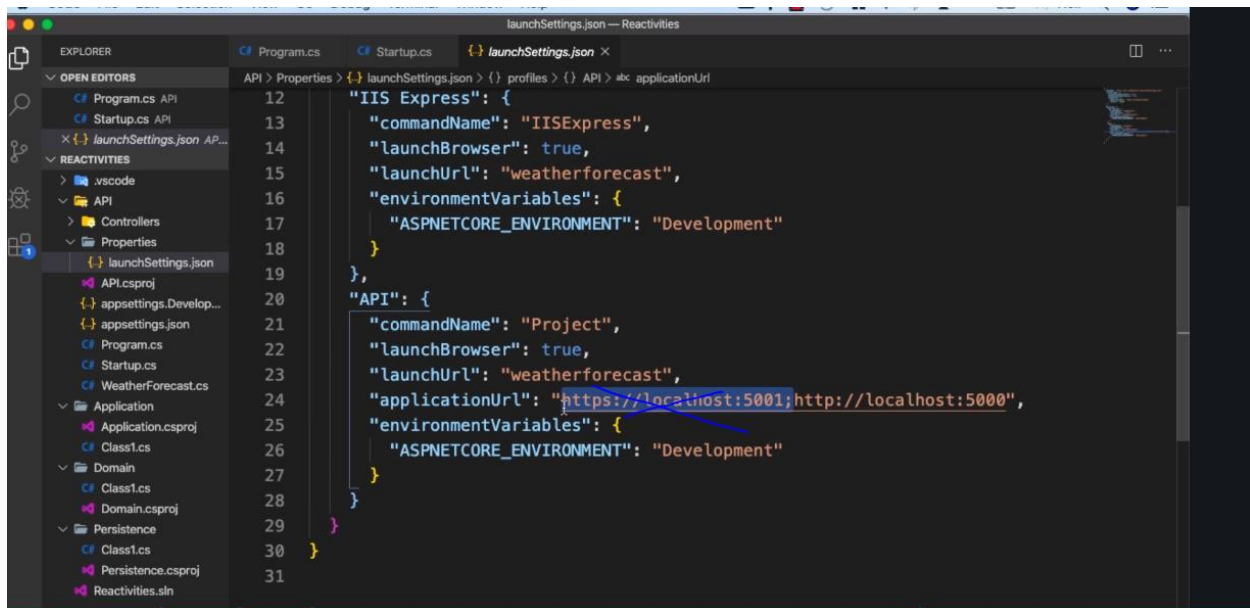 launchSettings.json — Reactivities
EXPLORER
Program.cs
Startup.cs
{..} launchSettings.json ×
OPEN EDITORS
API > Properties > {..} launchSettings.json > {} profiles > {} API > abc applicationUrl
Program.cs API
Startup.cs API
× {..} launchSettings.json AP...
REACTIVITIES
> .vscode
API
> Controllers
Properties
{..} launchSettings.json
API.csproj
{..} appsettings.Develop...
{..} appsettings.json
Program.cs
Startup.cs
WeatherForecast.cs
Application
Application.csproj
Class1.cs
Domain
Class1.cs
Domain.csproj
Persistence
Class1.cs
Persistence.csproj
Reactivities.sln
1
12 "IIS Express": {
13 "commandName": "IISExpress",
14 "launchBrowser": true,
15 "launchUrl": "weatherforecast",
16 "environmentVariables": {
17 "ASPNETCORE_ENVIRONMENT": "Development"
18 }
19 },
20 "API": {
21 "commandName": "Project",
22 "launchBrowser": true,
23 "launchUrl": "weatherforecast",
24 "applicationUrl": "https://localhost:5001;http://localhost:5000",
25 "environmentVariables": {
26 "ASPNETCORE_ENVIRONMENT": "Development"
27 }
28 }
29 }
30 }
31